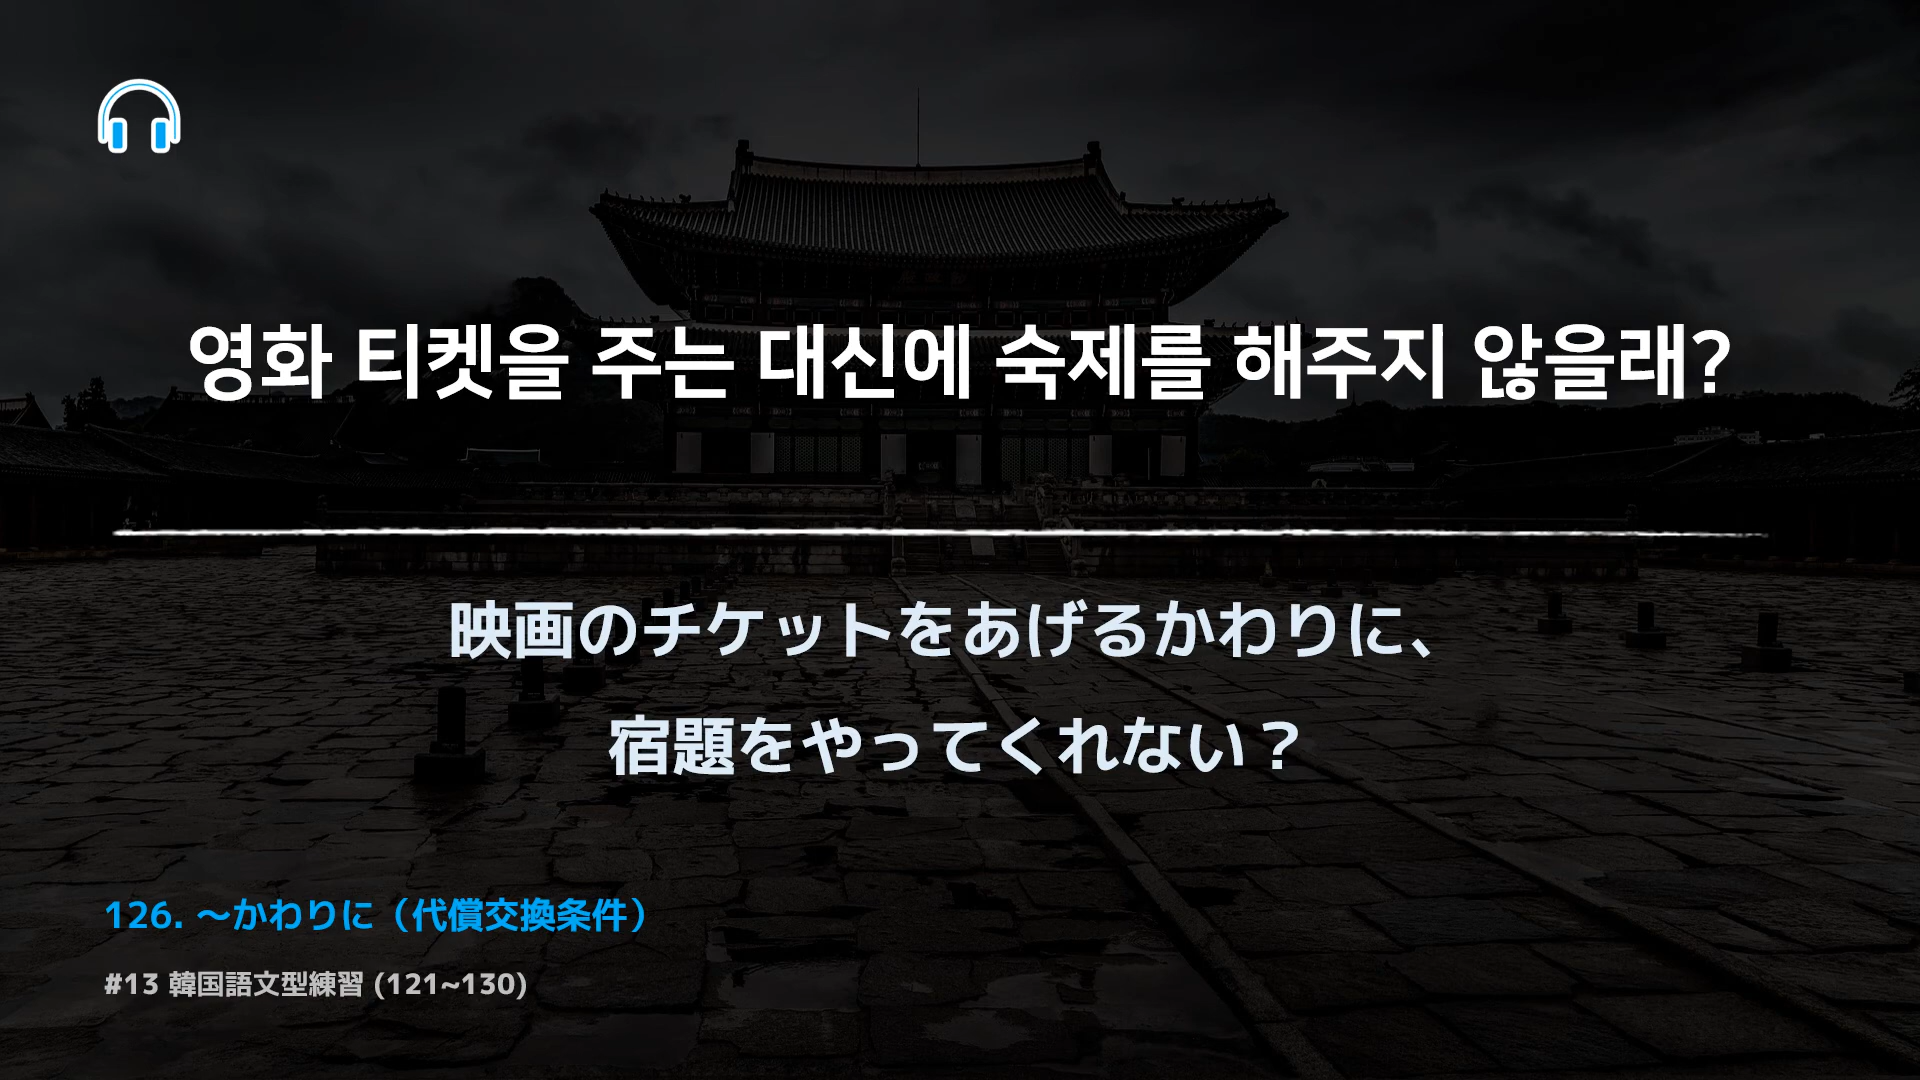 영화 티켓을 주는 대신에 숙제를 해주지 않을래?
映画のチケットをあげるかわりに、
宿題をやってくれない？
126. ～かわりに（代償交換条件）
#13 韓国語文型練習 (121~130)